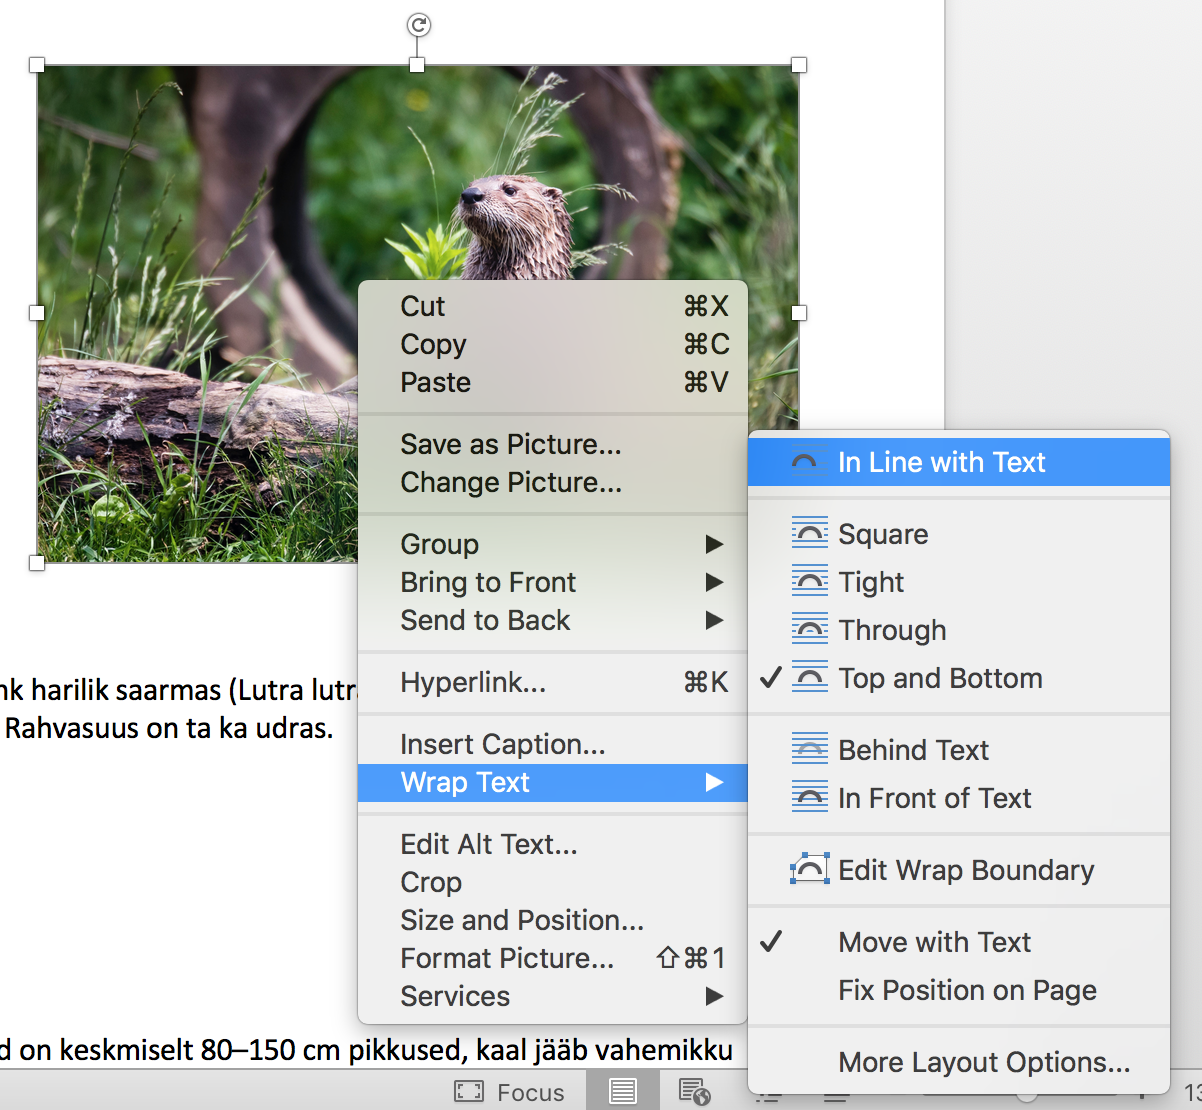 Cut ⌘X
Copy ⌘C
Paste ⌘V
Save as Picture...
Change Picture...
Group
Bring to Front
Send to Back
Hyperlink... ⌘K
Insert Caption...
Wrap Text
Edit Alt Text...
Crop
Size and Position...
Format Picture... ⇧⌘1
Services
In Line with Text
Square
Tight
Through
Top and Bottom
Behind Text
In Front of Text
Edit Wrap Boundary
Move with Text
Fix Position on Page
More Layout Options...
harilik saarmas (Lutra
Rahvasuus on ta ka udras.
on keskmiselt 80–150 cm pikkused, kaal jääb vahemikku
Focus